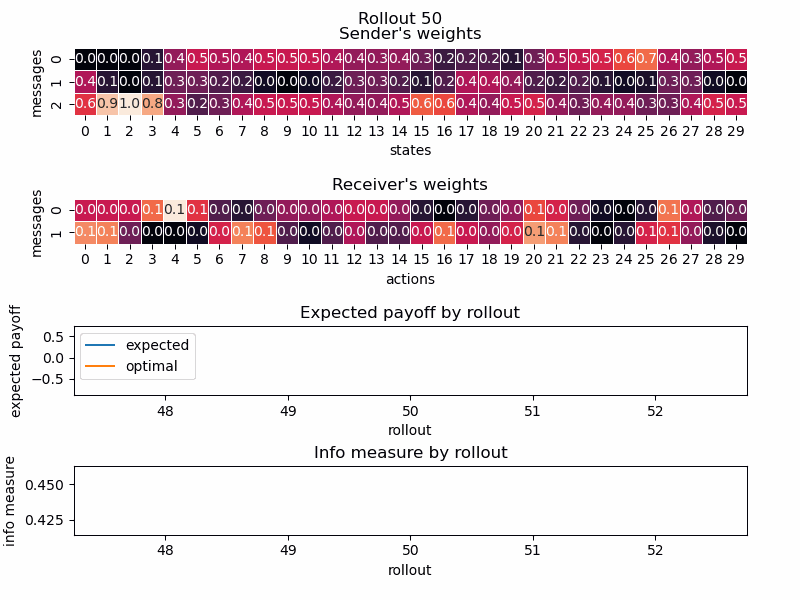 Rollout 50
Sender's weights
messages
0 0.0 0.0 0.0 0.1 0.4 0.5 0.5 0.4 0.5 0.5 0.5 0.4 0.4 0.3 0.4 0.3 0.2 0.2 0.2 0.1 0.3 0.5 0.5 0.5 0.6 0.7 0.4 0.3 0.5 0.5
1 0.4 0.1 0.0 0.1 0.3 0.3 0.2 0.2 0.0 0.0 0.0 0.2 0.3 0.3 0.2 0.1 0.2 0.4 0.4 0.4 0.2 0.2 0.2 0.1 0.0 0.1 0.3 0.3 0.0 0.0
2 0.6 0.9 1.0 0.8 0.3 0.2 0.3 0.4 0.5 0.5 0.5 0.4 0.4 0.4 0.5 0.6 0.6 0.4 0.4 0.5 0.5 0.4 0.3 0.4 0.4 0.3 0.3 0.4 0.5 0.5
0 1 2 3 4 5 6 7 8 9 10 11 12 13 14 15 16 17 18 19 20 21 22 23 24 25 26 27 28 29
states
Receiver's weights
messages
0 0.0 0.0 0.0 0.1 0.1 0.1 0.0 0.0 0.0 0.0 0.0 0.0 0.0 0.0 0.0 0.0 0.0 0.0 0.0 0.0 0.1 0.0 0.0 0.0 0.0 0.0 0.1 0.0 0.0 0.0
1 0.1 0.1 0.0 0.0 0.0 0.0 0.0 0.1 0.1 0.0 0.0 0.0 0.0 0.0 0.0 0.0 0.1 0.0 0.0 0.0 0.1 0.1 0.0 0.0 0.0 0.1 0.1 0.0 0.0 0.0
0 1 2 3 4 5 6 7 8 9 10 11 12 13 14 15 16 17 18 19 20 21 22 23 24 25 26 27 28 29
actions
Expected payoff by rollout
expected payoff
0.5
0.0
−0.5
expected
optimal
48 49 50 51 52
rollout
Info measure by rollout
info measure
0.450
0.425
48 49 50 51 52
rollout